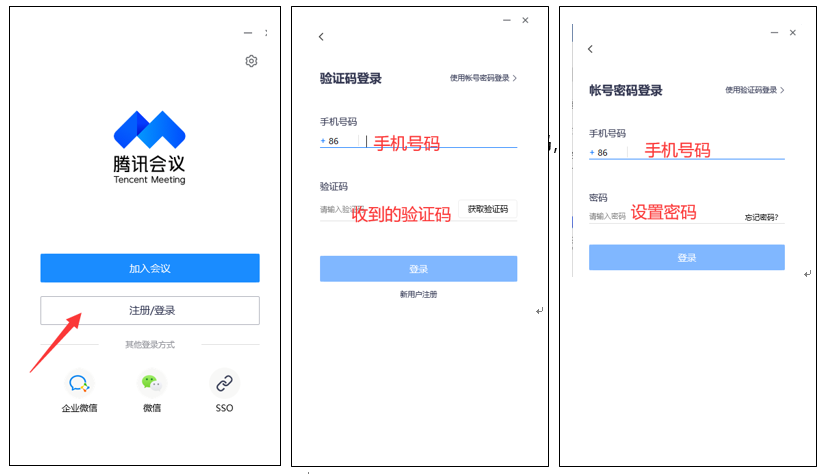 腾讯会议
Tencent Meeting
加入会议
注册/登录
其他登录方式
企业微信
微信
SSO
验证码登录
使用帐号密码登录 >
手机号码
+ 86
手机号码
验证码
请输入验证
收到的验证码
获取验证码
登录
新用户注册
帐号密码登录
使用验证码登录 >
手机号码
+ 86
手机号码
密码
请输入密码
设置密码
忘记密码?
登录